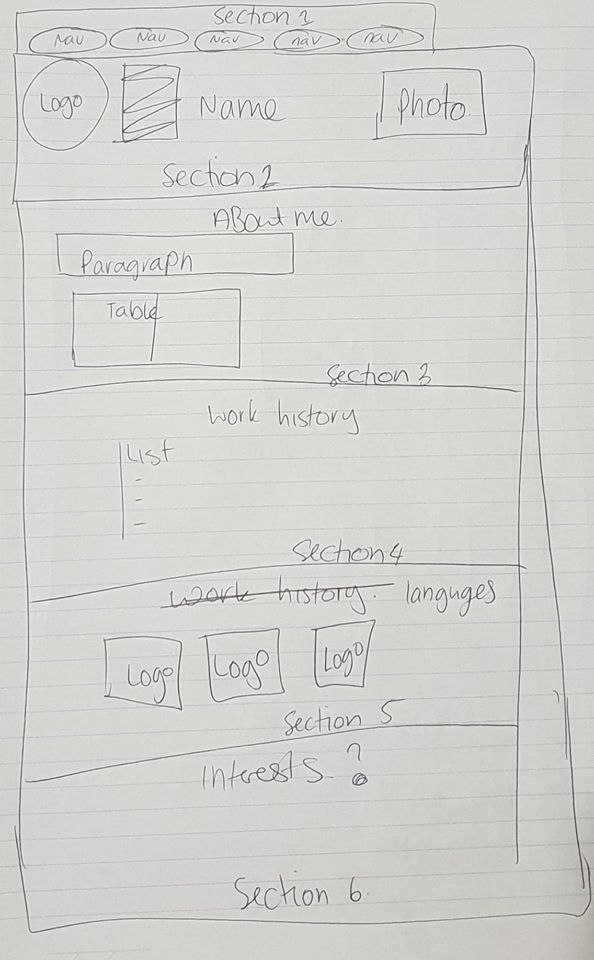 Section 1
Nav Nav Nav nav nav
Logo Name Photo
Section 2
About me.
Paragraph
Table
Section 3
Work history
List
-
-
-
Section 4
work history. languges
Logo Logo Logo
Section 5
Interests. ?
Section 6.